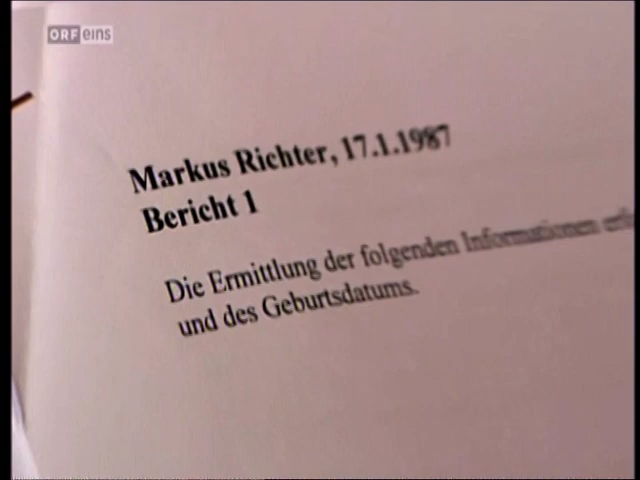 ORF eins
Markus Richter, 17.1.1987
Bericht 1
Die Ermittlung der folgenden Informationen
und des Geburtsdatums.